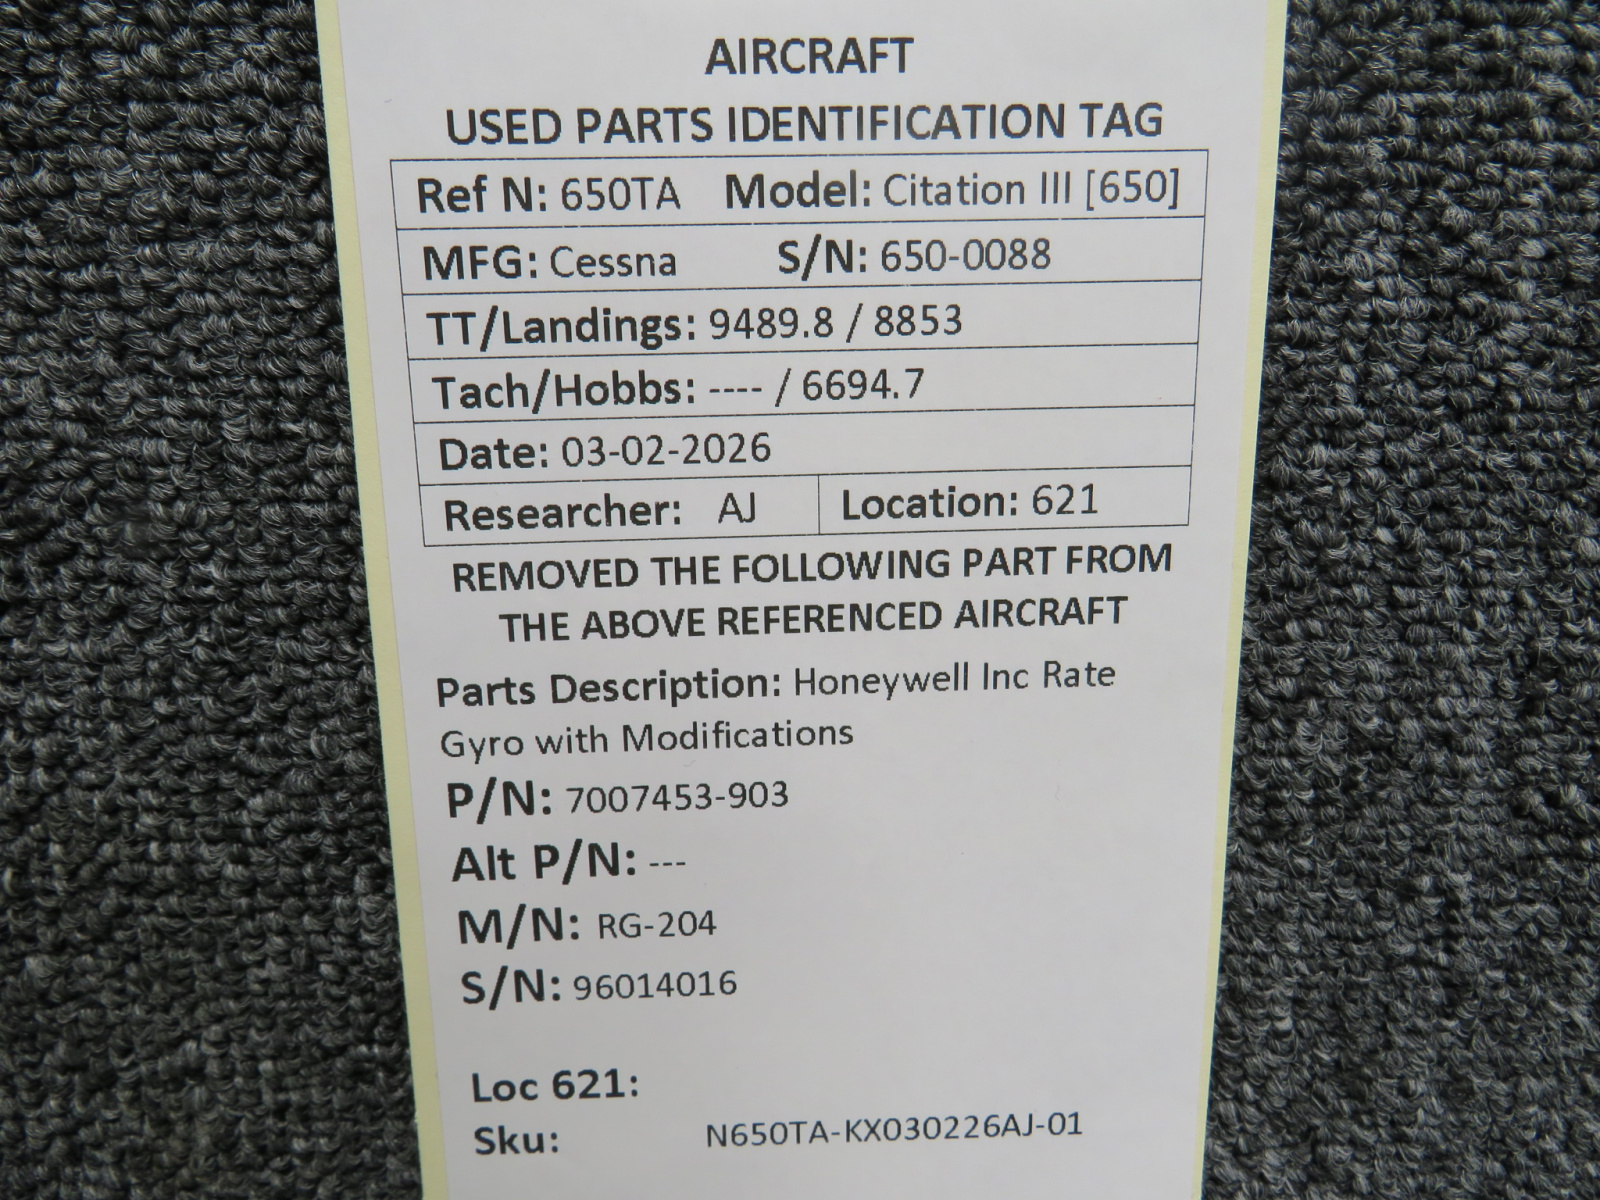 AIRCRAFT
USED PARTS IDENTIFICATION TAG
Ref N: 650TA Model: Citation III [650]
MFG: Cessna S/N: 650-0088
TT/Landings: 9489.8 / 8853
Tach/Hobbs: ---- / 6694.7
Date: 03-02-2026
Researcher: AJ Location: 621
REMOVED THE FOLLOWING PART FROM
THE ABOVE REFERENCED AIRCRAFT
Parts Description: Honeywell Inc Rate
Gyro with Modifications
P/N: 7007453-903
Alt P/N: ---
M/N: RG-204
S/N: 96014016
Loc 621:
Sku: N650TA-KX030226AJ-01